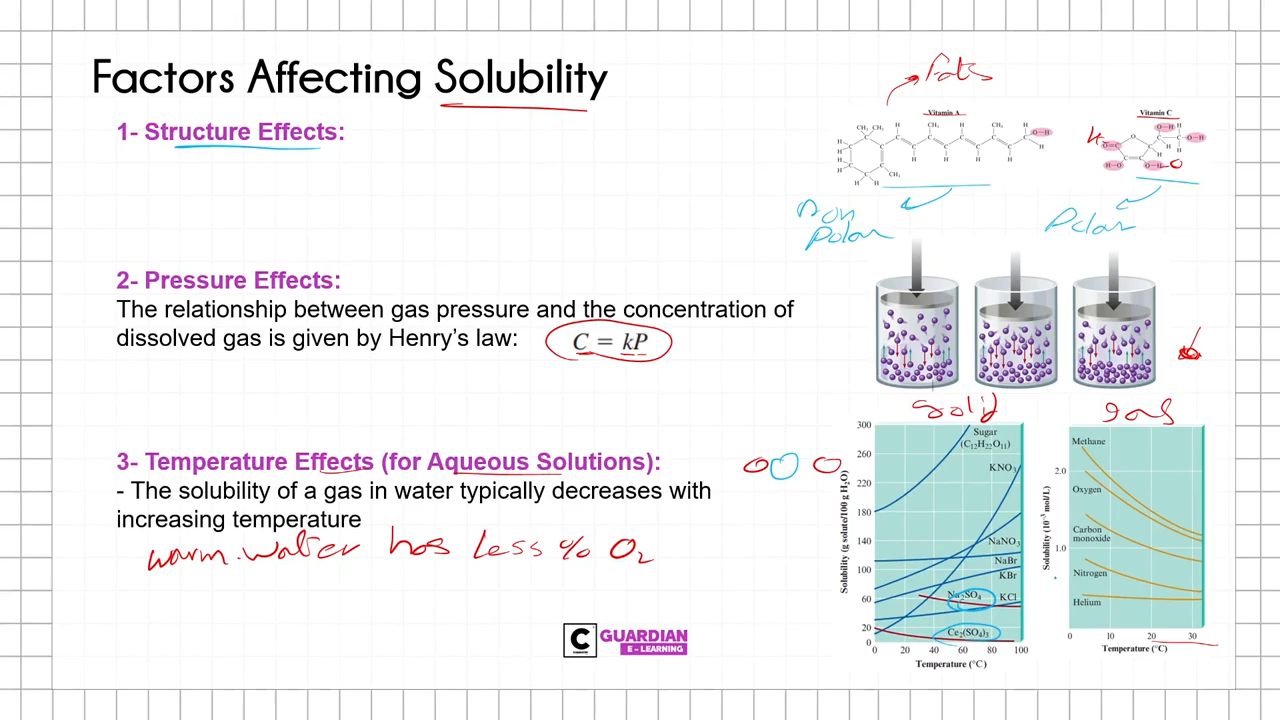 Factors Affecting Solubility
1- Structure Effects:
Fats
Vitamin A
Vitamin C
Non
Polar
Polar
2- Pressure Effects:
The relationship between gas pressure and the concentration of
dissolved gas is given by Henry's law:
C = kP
3- Temperature Effects (for Aqueous Solutions):
- The solubility of a gas in water typically decreases with
increasing temperature
warm water has less % O₂
Solid
300
260
220
180
140
100
60
20
0
Solubility (g solute/100 g H₂O)
Sugar
(C₁₂H₂₂O₁₁)
KNO₃
NaNO₃
NaBr
KBr
Na₂SO₄
KCl
Ce₂(SO₄)₃
0 20 40 60 80 100
Temperature (°C)
gas
Methane
2.0
Oxygen
Carbon
monoxide
1.0
Nitrogen
Helium
Solubility (10⁻³ mol/L)
0 10 20 30
Temperature (°C)
C
GUARDIAN
E - LEARNING